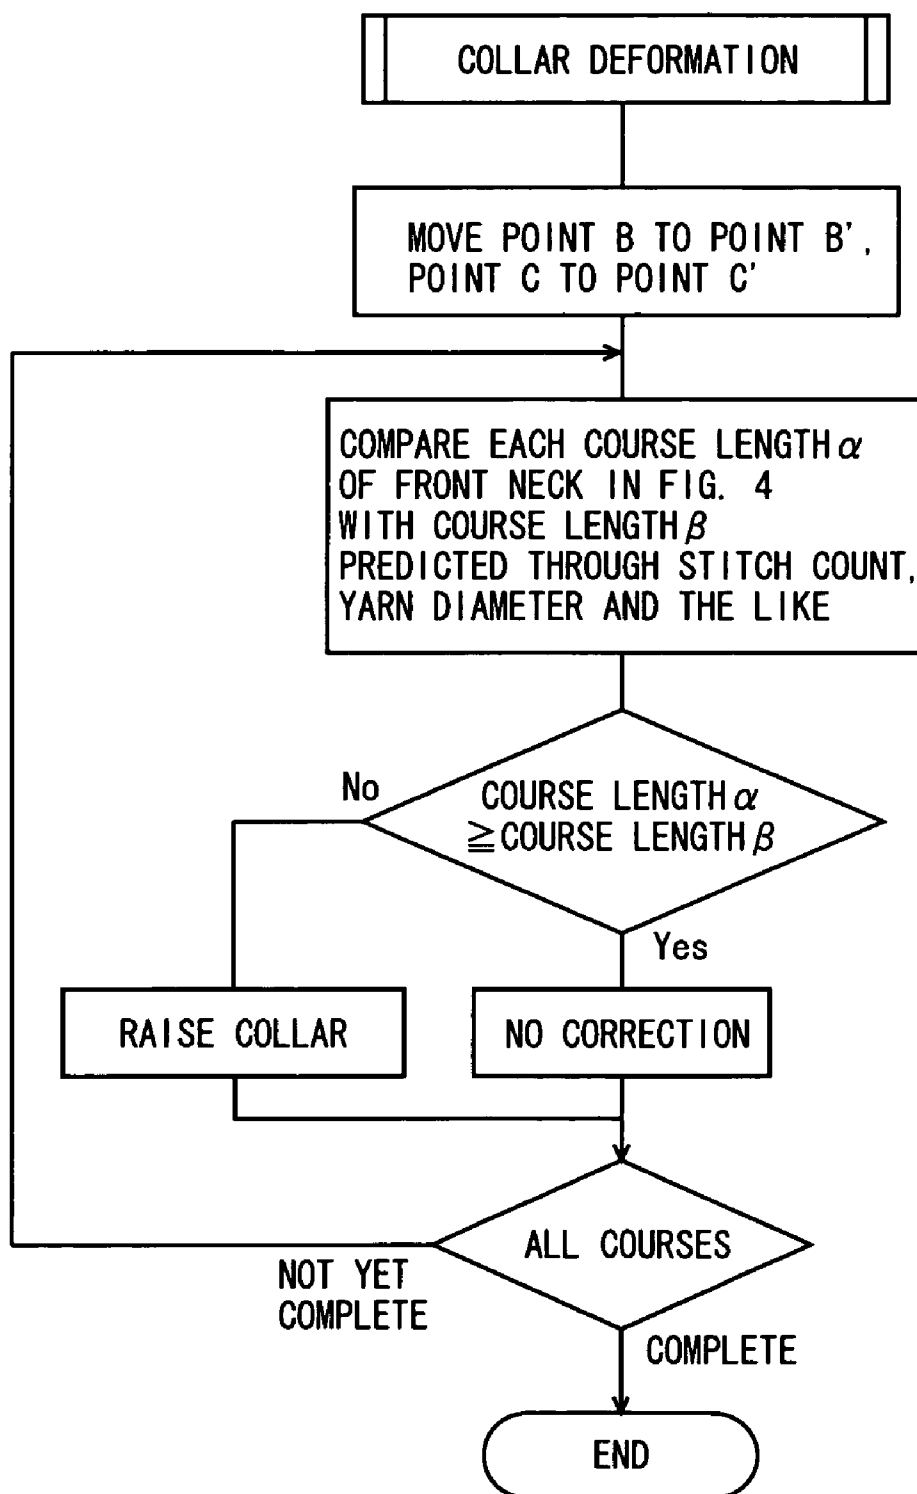 COLLAR DEFORMATION
MOVE POINT B TO POINT B',
POINT C TO POINT C'
COMPARE EACH COURSE LENGTH α
OF FRONT NECK IN FIG. 4
WITH COURSE LENGTH β
PREDICTED THROUGH STITCH COUNT,
YARN DIAMETER AND THE LIKE
No
COURSE LENGTH α
≧COURSE LENGTH β
Yes
RAISE COLLAR
NO CORRECTION
ALL COURSES
NOT YET
COMPLETE
COMPLETE
END